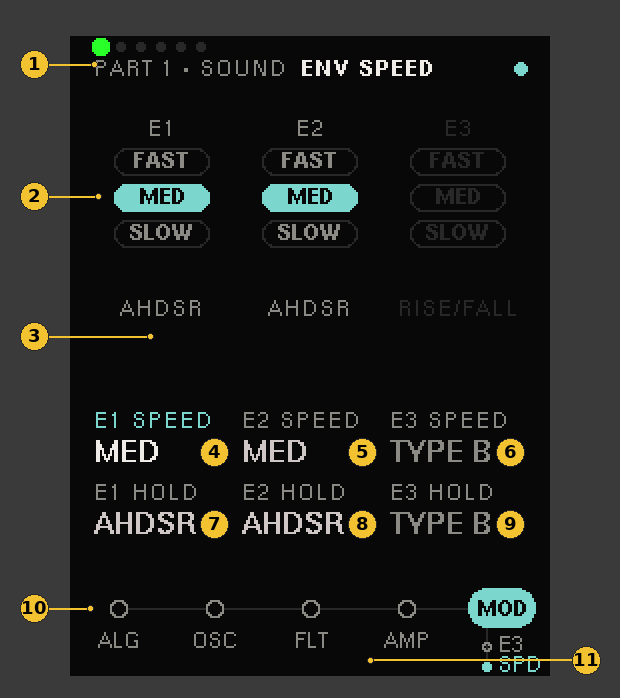 1 PART 1 · SOUND ENV SPEED
E1 E2 E3
FAST FAST FAST
2 MED MED MED
SLOW SLOW SLOW
AHDSR AHDSR RISE/FALL
3
E1 SPEED E2 SPEED E3 SPEED
MED 4 MED 5 TYPE B 6
E1 HOLD E2 HOLD E3 HOLD
AHDSR 7 AHDSR 8 TYPE B 9
10 MOD
ALG OSC FLT AMP E3
SPD 11